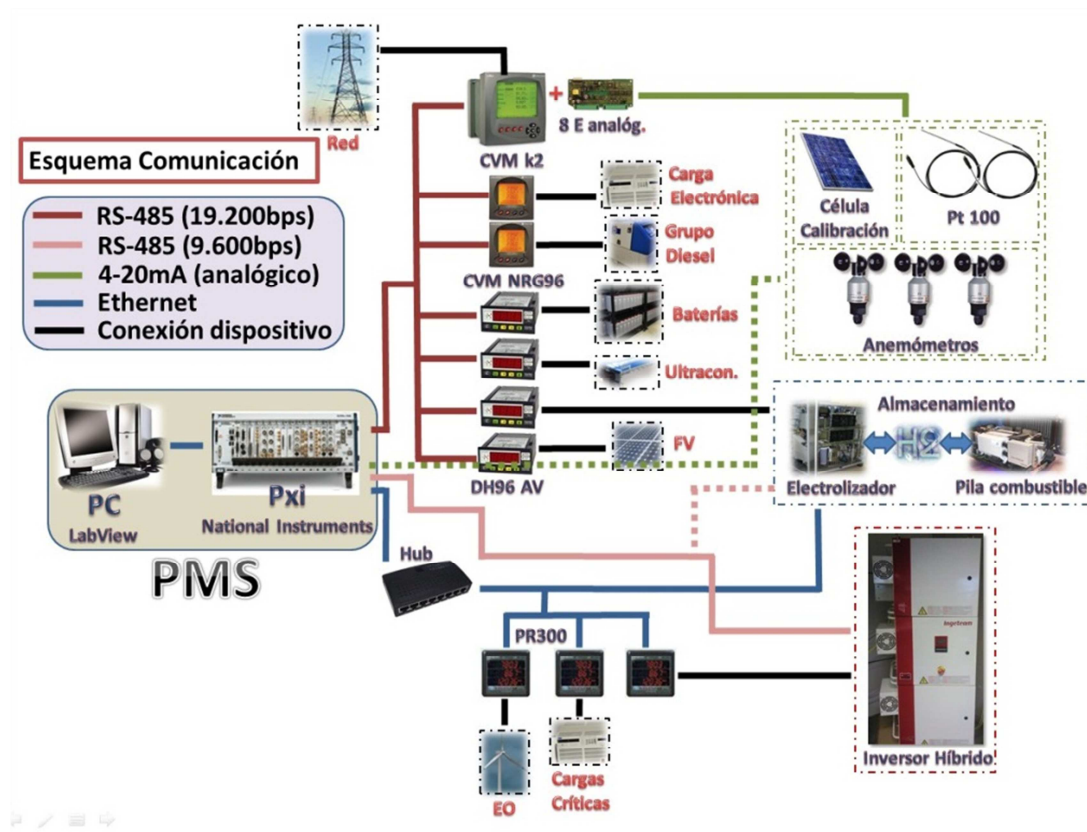 Red
CVM k2
+
8 E analóg.
Esquema Comunicación
RS-485 (19.200bps)
RS-485 (9.600bps)
4-20mA (analógico)
Ethernet
Conexión dispositivo
Carga
Electrónica
Grupo
Diesel
CVM NRG96
Baterías
Ultracon.
FV
DH96 AV
Célula
Calibración
Pt 100
Anemómetros
Almacenamiento
H2
Electrolizador
Pila combustible
PC
LabView
Pxi
National Instruments
PMS
Hub
PR300
EO
Cargas
Críticas
Ingeteam
Inversor Híbrido